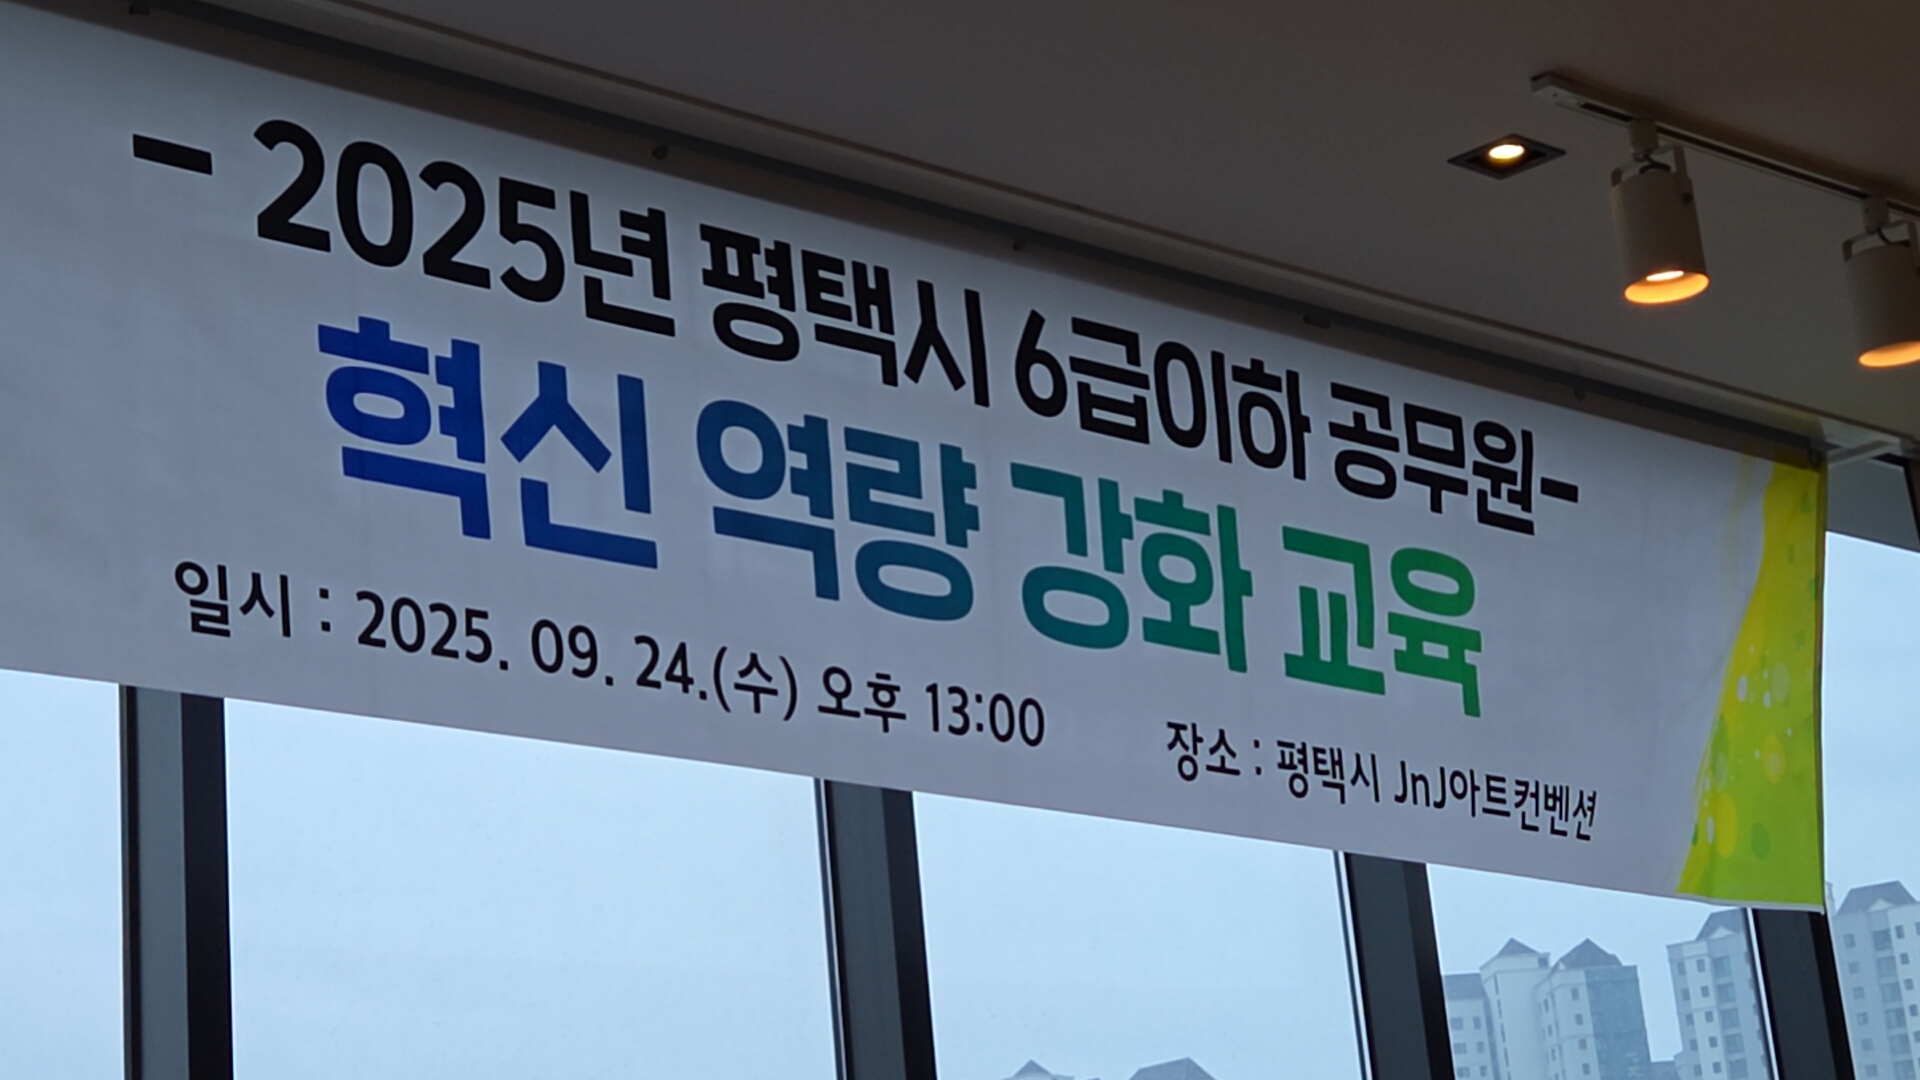 - 2025년 평택시 6급이하 공무원-
혁신 역량 강화 교육
일시 : 2025. 09. 24.(수) 오후 13:00 장소 : 평택시 JnJ아트컨벤션